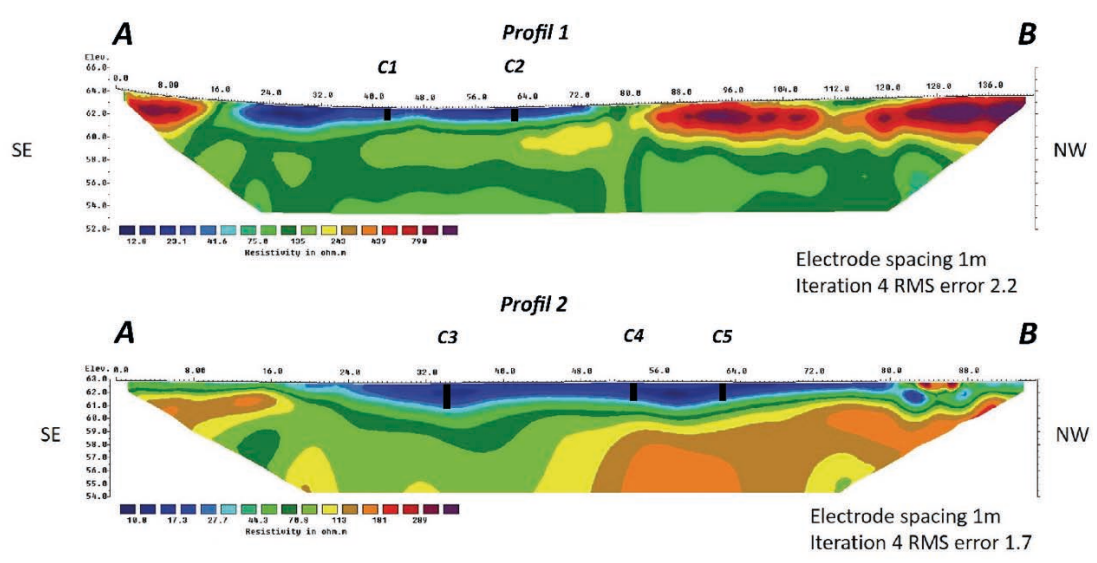 A Profil 1 B
C1 C2
Elev.
66.0
0.0 8.00 16.0 24.0 32.0 40.0 48.0 56.0 64.0 72.0 80.0 88.0 96.0 104.0 112.0 120.0 128.0 136.0
64.0
62.0
60.0
SE NW
58.0
56.0
54.0
52.0
12.8 23.1 41.6 75.0 135 243 439 790
Resistivity in ohm.m
Electrode spacing 1m
Iteration 4 RMS error 2.2
Profil 2
A C3 C4 C5 B
Elev. 0.0 8.00 16.0 24.0 32.0 40.0 48.0 56.0 64.0 72.0 80.0 88.0
63.0
62.0
61.0
60.0
SE NW
59.0
58.0
57.0
56.0
55.0
54.0
10.8 17.3 27.7 44.3 70.9 113 181 289
Resistivity in ohm.m
Electrode spacing 1m
Iteration 4 RMS error 1.7